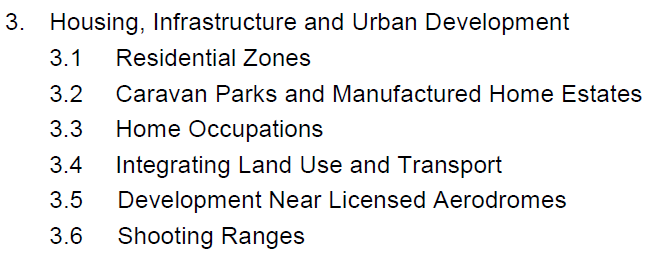 3. Housing, Infrastructure and Urban Development
3.1 Residential Zones
3.2 Caravan Parks and Manufactured Home Estates
3.3 Home Occupations
3.4 Integrating Land Use and Transport
3.5 Development Near Licensed Aerodromes
3.6 Shooting Ranges